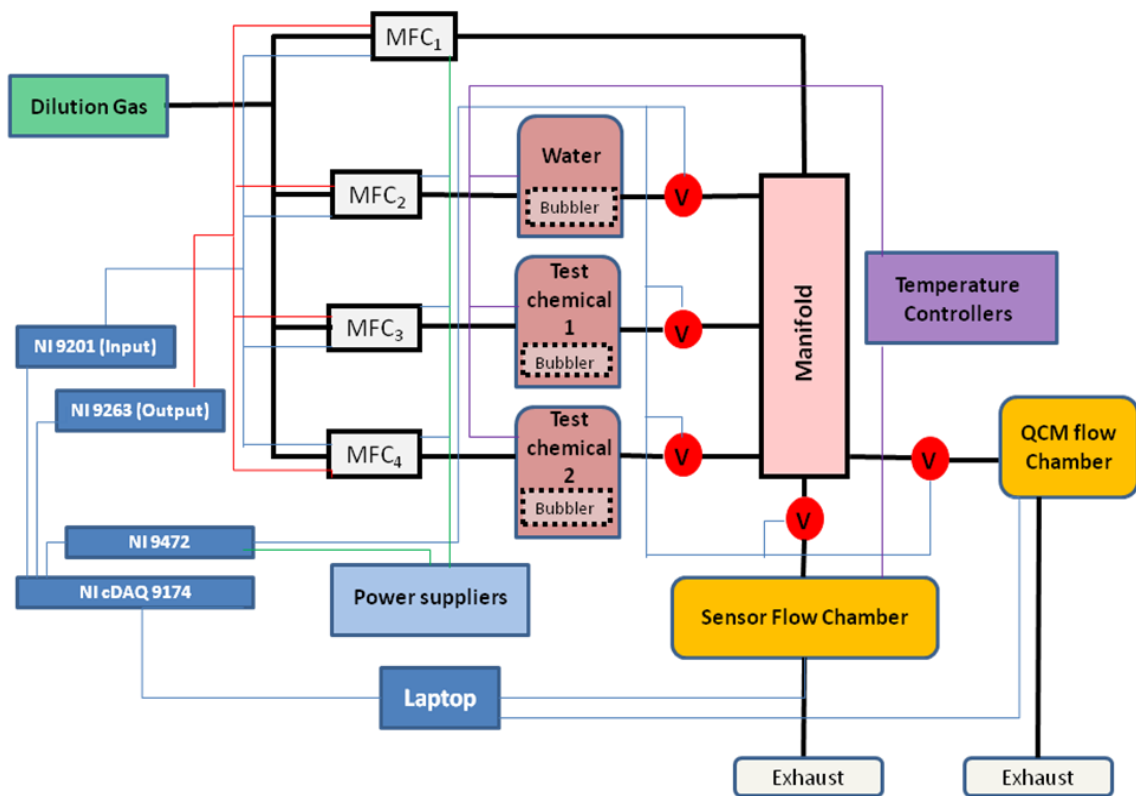 MFC₁
Dilution Gas
Water
Bubbler
MFC₂
V
Test
chemical
1
Bubbler
MFC₃
V
Manifold
Temperature
Controllers
NI 9201 (Input)
NI 9263 (Output)
Test
chemical
2
Bubbler
MFC₄
V
V
QCM flow
Chamber
V
NI 9472
NI cDAQ 9174
Power suppliers
Sensor Flow Chamber
Laptop
Exhaust
Exhaust